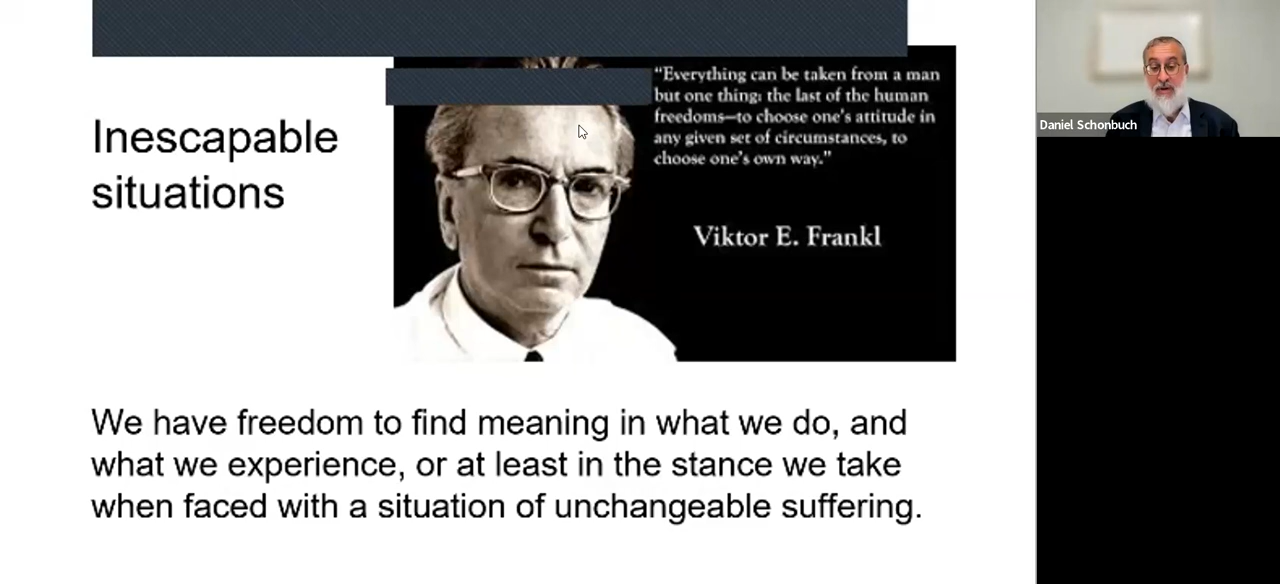 Inescapable
situations
“Everything can be taken from a man
but one thing: the last of the human
freedoms—to choose one’s attitude in
any given set of circumstances, to
choose one’s own way.”
Viktor E. Frankl
We have freedom to find meaning in what we do, and
what we experience, or at least in the stance we take
when faced with a situation of unchangeable suffering.
Daniel Schonbuch